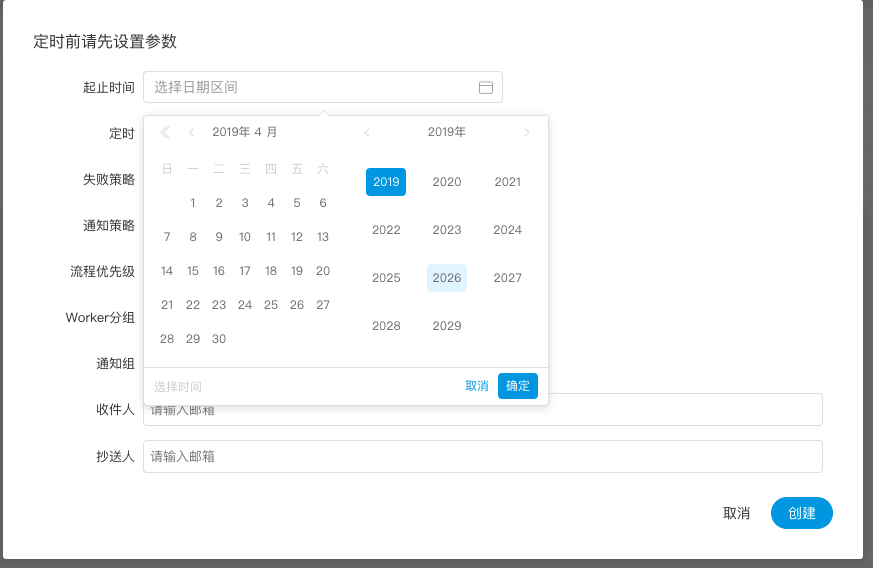 定时前请先设置参数
起止时间 选择日期区间
定时 2019年 4 月 2019年
日 一 二 三 四 五 六
失败策略 2019 2020 2021
1 2 3 4 5 6
通知策略 7 8 9 10 11 12 13 2022 2023 2024
流程优先级 14 15 16 17 18 19 20 2025 2026 2027
Worker分组 21 22 23 24 25 26 27 2028 2029
28 29 30
通知组
选择时间 取消 确定
收件人 请输入邮箱
抄送人 请输入邮箱
取消 创建